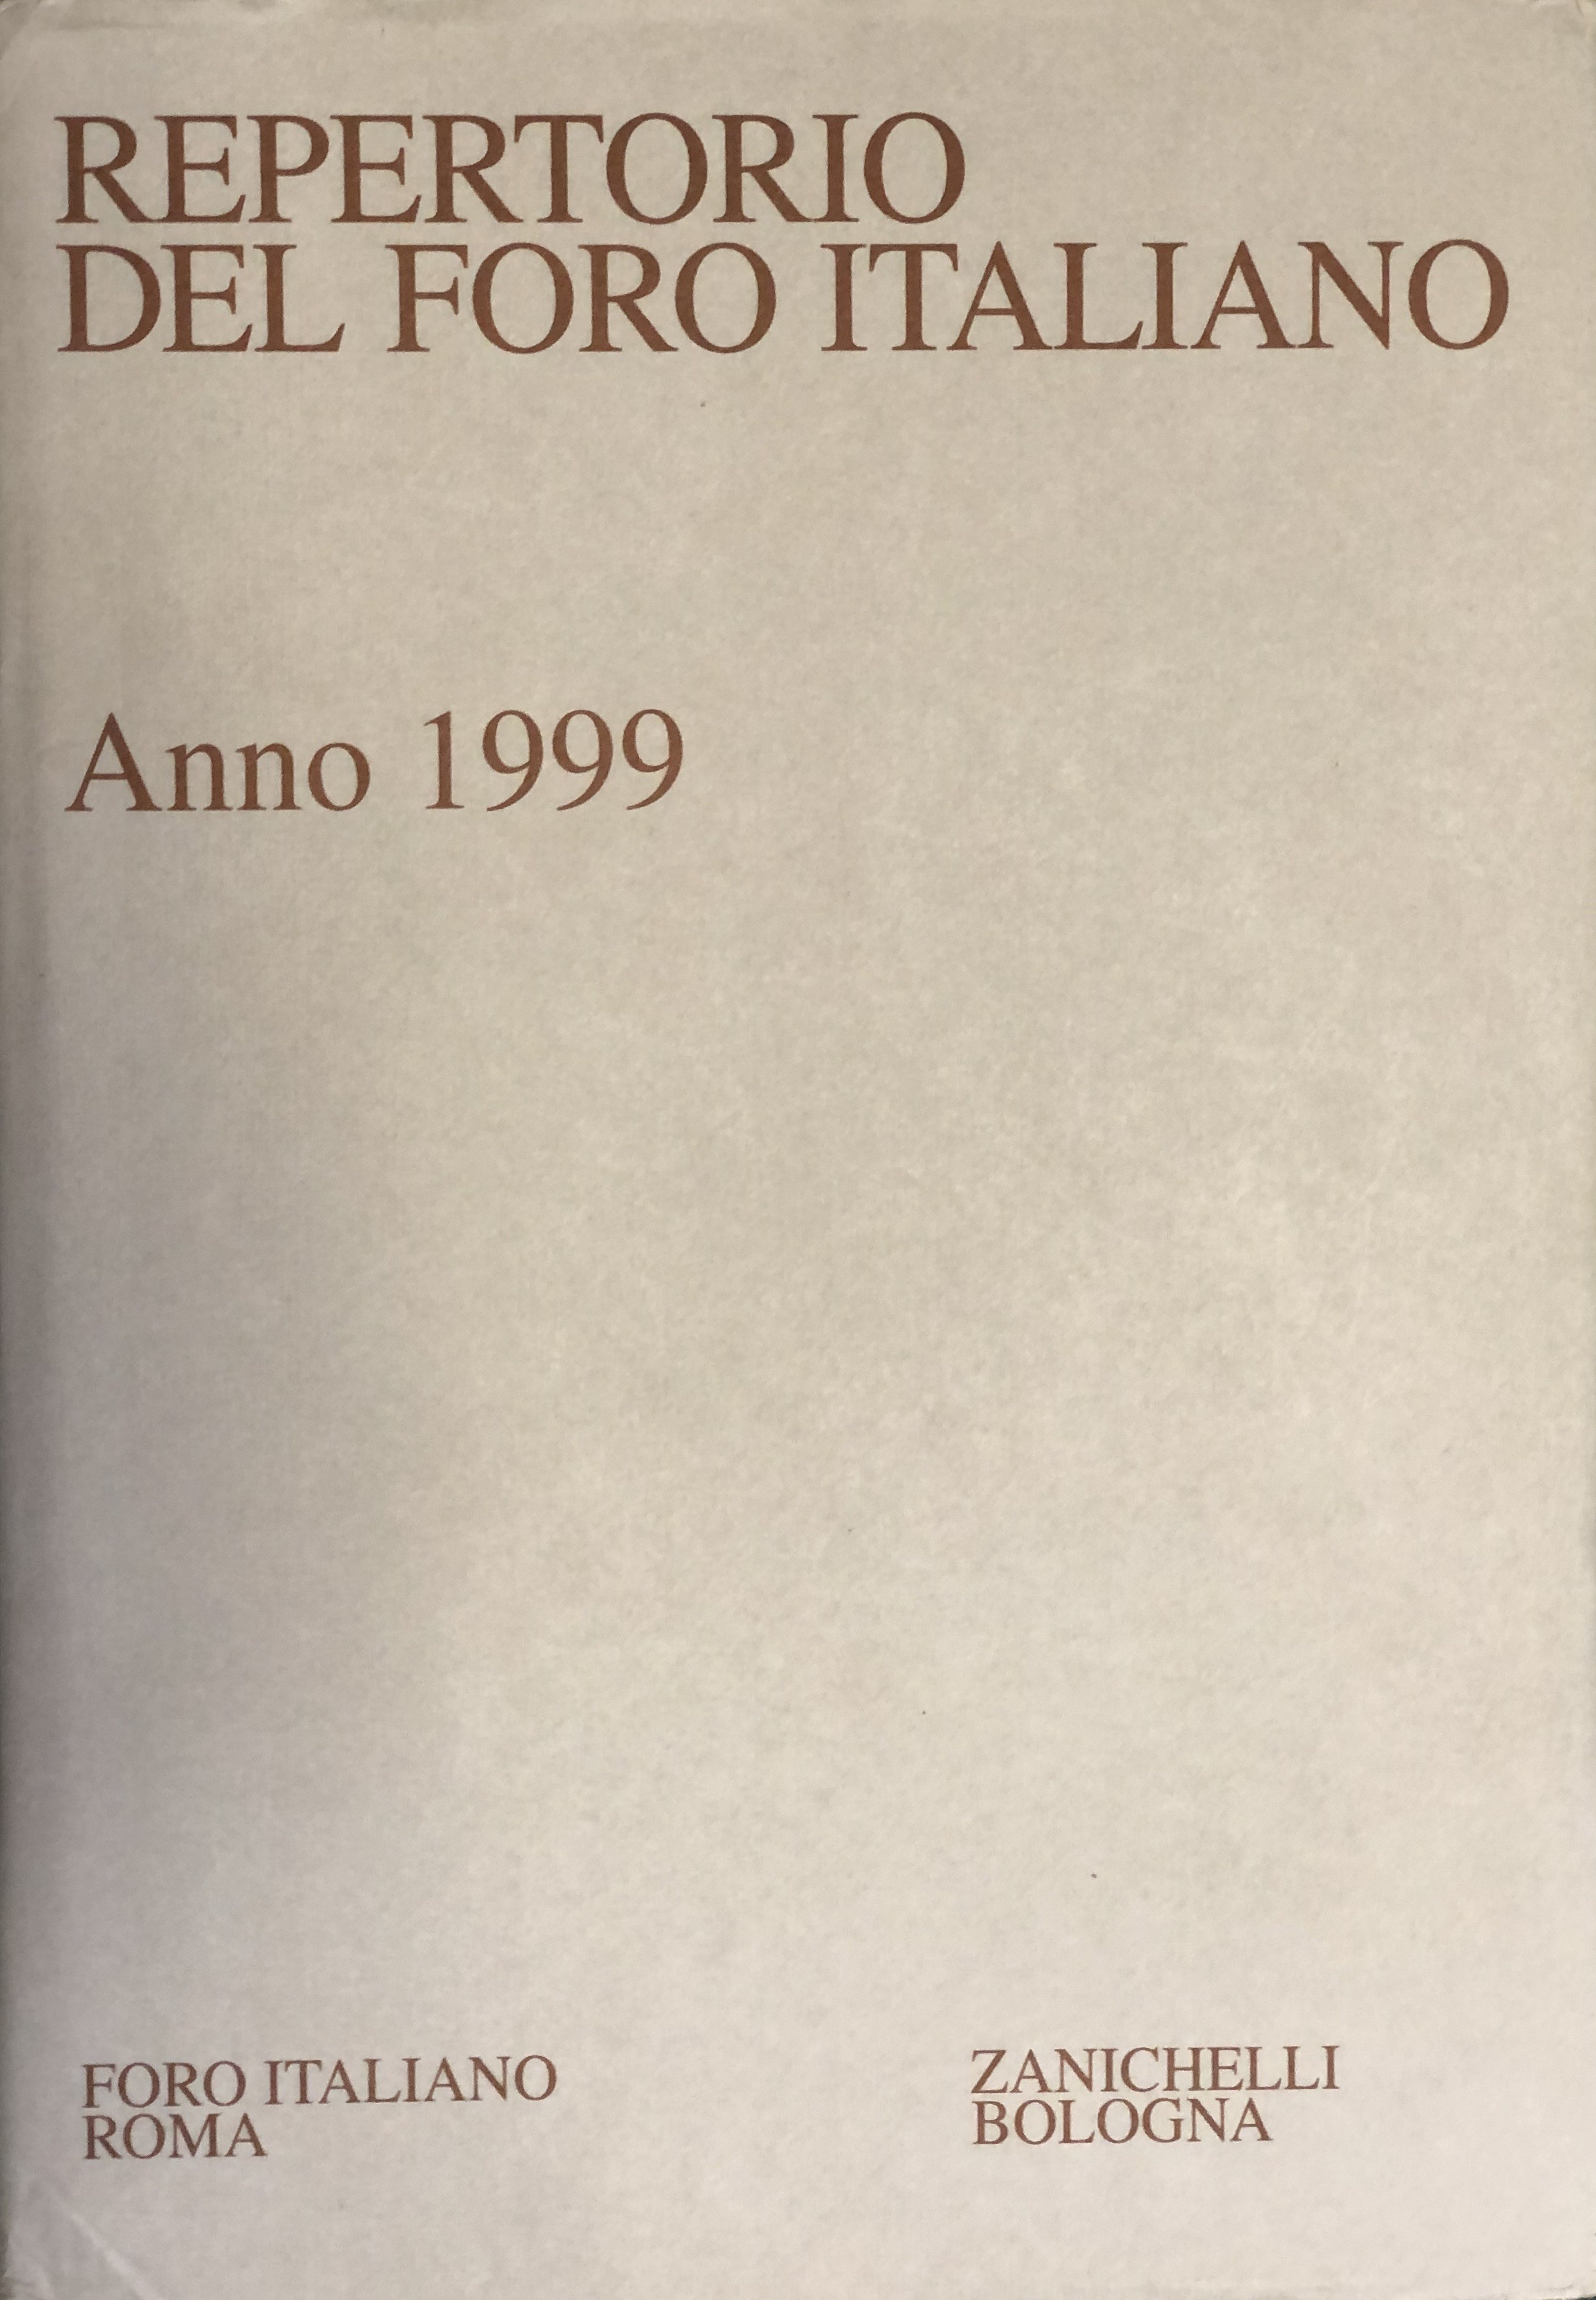 REPERTORIO
DEL FORO ITALIANO
Anno 1999
FORO ITALIANO
ROMA
ZANICHELLI
BOLOGNA